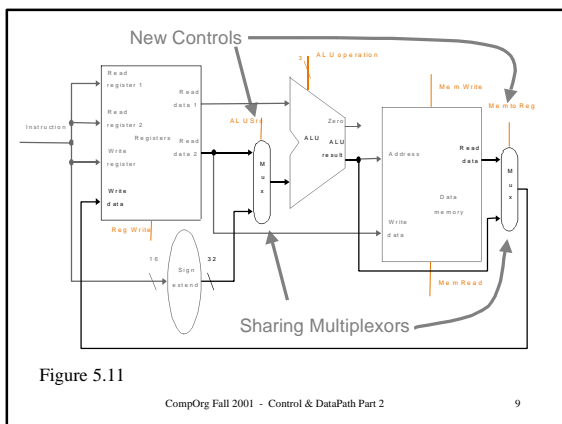 New Controls
Read
register 1
Read
register 2
Registers
Write
register
Write
data
Instruction
Read
data 1
Read
data 2
RegWrite
16
32
Sign
extend
ALUSrc
M
u
x
3
ALU operation
Zero
ALU
ALU
result
MemWrite
Address
Read
data
Data
memory
Write
data
MemRead
MemtoReg
M
u
x
Sharing Multiplexors
Figure 5.11
CompOrg Fall 2001 - Control & DataPath Part 2
9